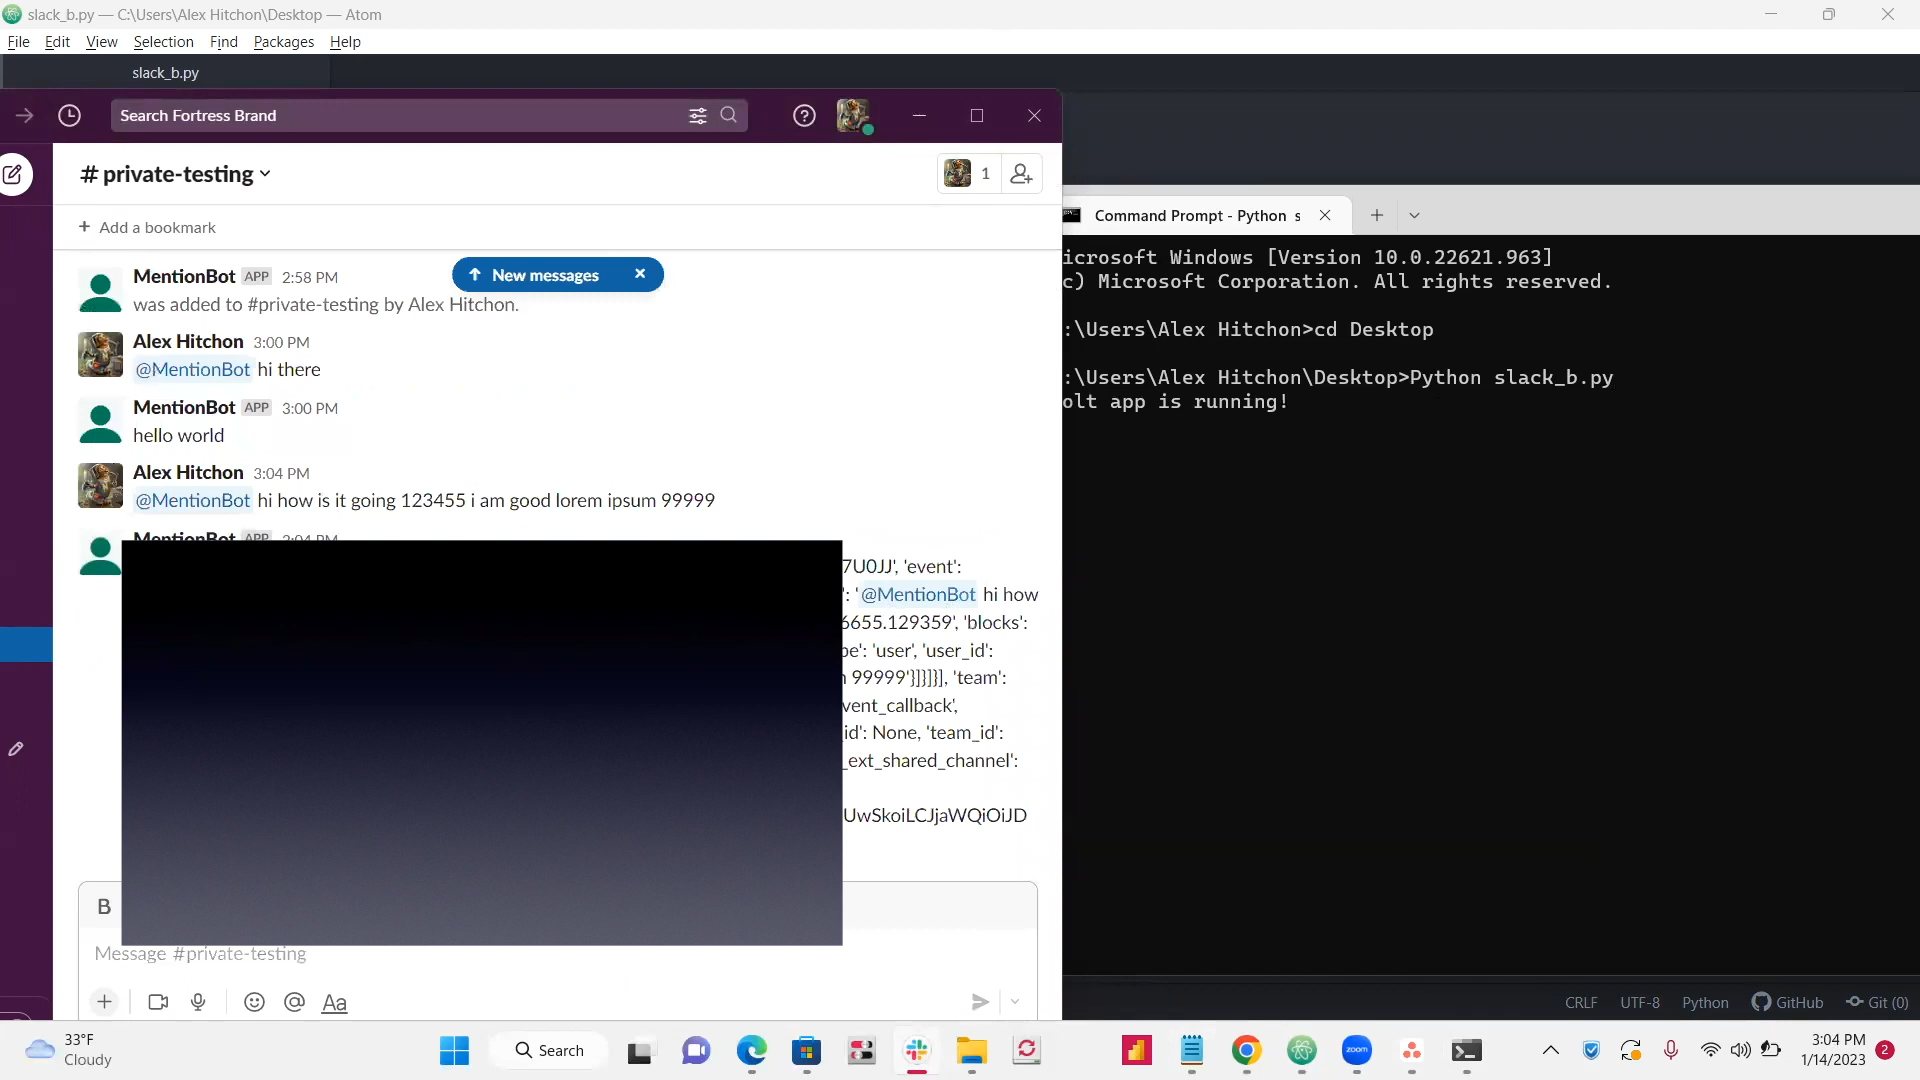 slack_b.py — C:\Users\Alex Hitchon\Desktop — Atom
File Edit View Selection Find Packages Help
slack_b.py
Search Fortress Brand
# private-testing
1
+ Add a bookmark
New messages
MentionBot APP 2:58 PM
was added to #private-testing by Alex Hitchon.
Alex Hitchon 3:00 PM
@MentionBot hi there
MentionBot APP 3:00 PM
hello world
Alex Hitchon 3:04 PM
@MentionBot hi how is it going 123455 i am good lorem ipsum 99999
MentionBot APP 3:04 PM
7U0JJ', 'event':
': '@MentionBot hi how
6655.129359', 'blocks':
pe': 'user', 'user_id':
99999'}]}]}], 'team':
vent_callback',
id': None, 'team_id':
_ext_shared_channel':
UwSkoiLCJjaWQiOiJD
B
Message #private-testing
Aa
Command Prompt - Python s
icrosoft Windows [Version 10.0.22621.963]
c) Microsoft Corporation. All rights reserved.
:\Users\Alex Hitchon>cd Desktop
:\Users\Alex Hitchon\Desktop>Python slack_b.py
olt app is running!
CRLF UTF-8 Python GitHub Git (0)
33°F
Cloudy
Search
zoom
3:04 PM
1/14/2023
2